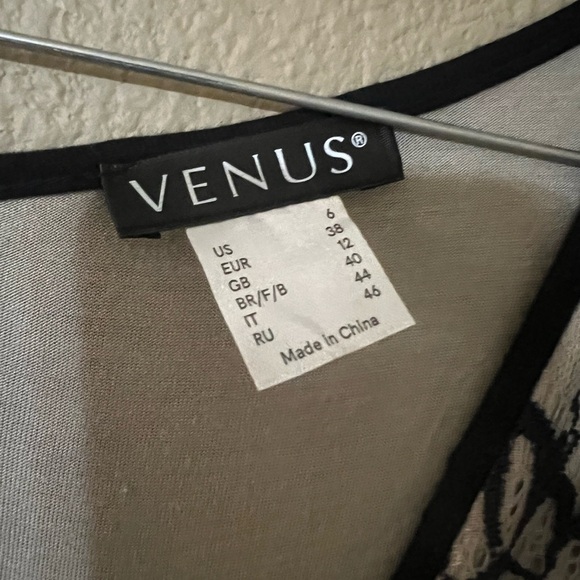 VENUS®
US 6
EUR 38
GB 12
BR/F/B 40
IT 44
RU 46
Made in China